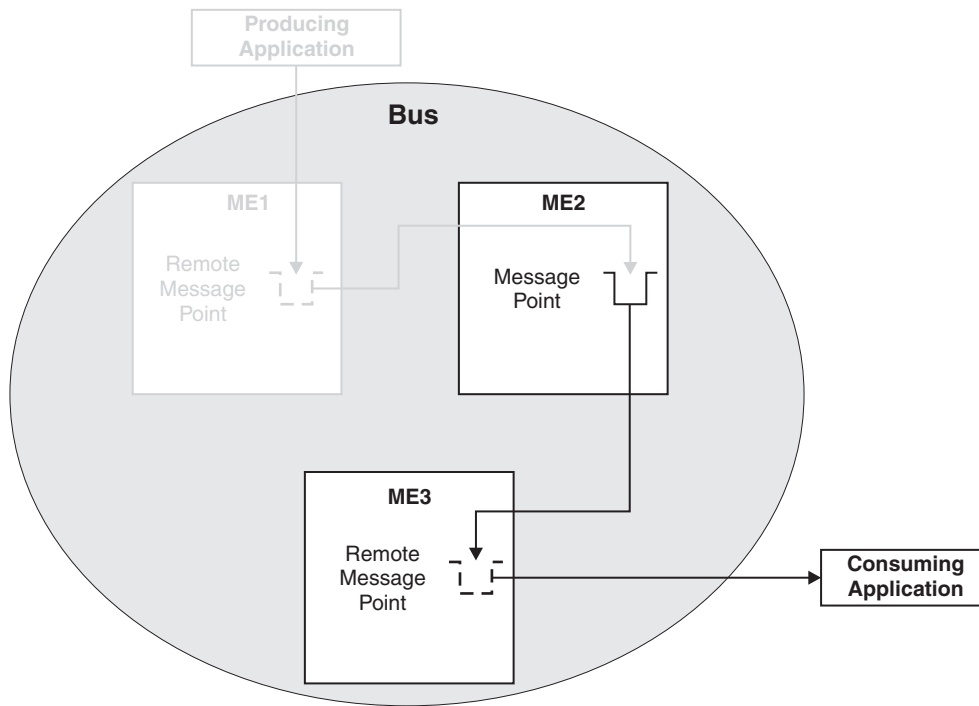 Producing
Application
Bus
ME1
Remote
Message
Point
ME2
Message
Point
ME3
Remote
Message
Point
Consuming
Application